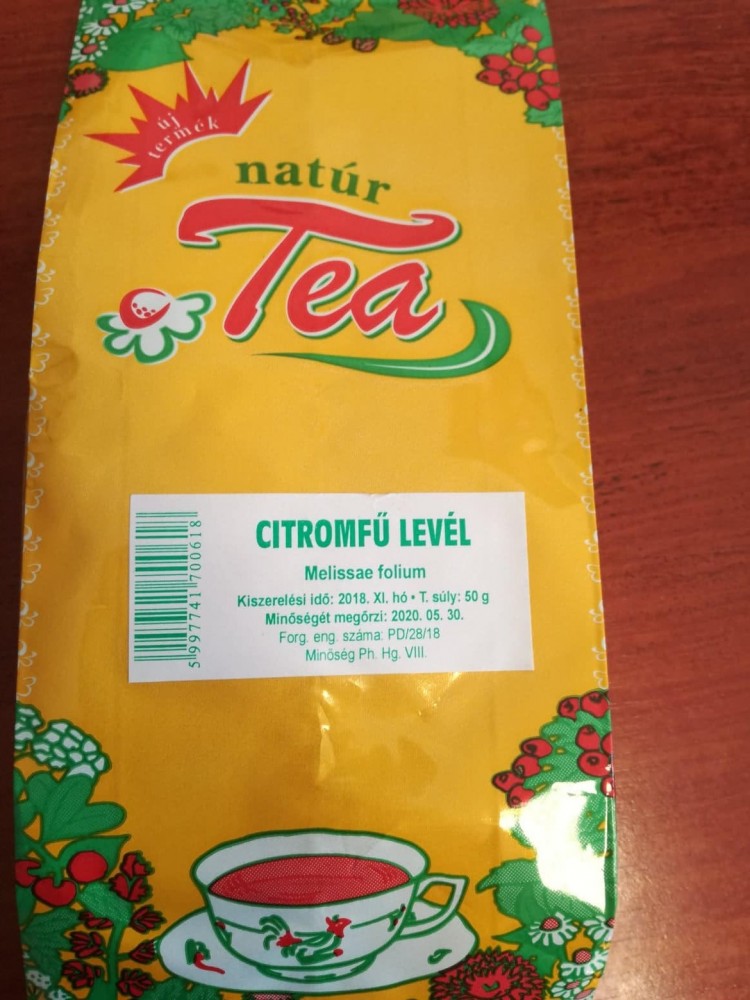 új
termék
natúr
Tea
CITROMFŰ LEVÉL
Melissae folium
Kiszerelési idő: 2018. XI. hó • T. súly: 50 g
Minőségét megőrzi: 2020. 05. 30.
Forg. eng. száma: PD/28/18
Minőség Ph. Hg. VIII.
5997741700618